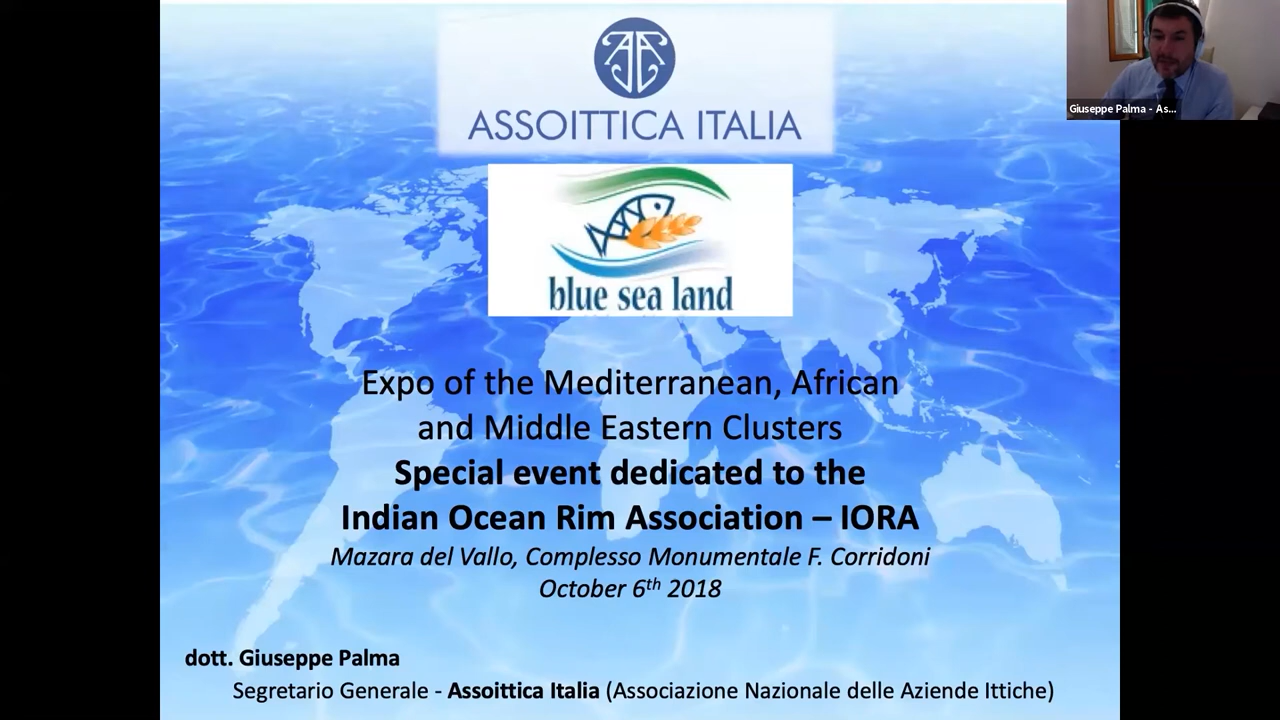 ASSOITTICA ITALIA
Giuseppe Palma - As...
blue sea land
Expo of the Mediterranean, African
and Middle Eastern Clusters
Special event dedicated to the
Indian Ocean Rim Association – IORA
Mazara del Vallo, Complesso Monumentale F. Corridoni
October 6th 2018
dott. Giuseppe Palma
Segretario Generale - Assoittica Italia (Associazione Nazionale delle Aziende Ittiche)